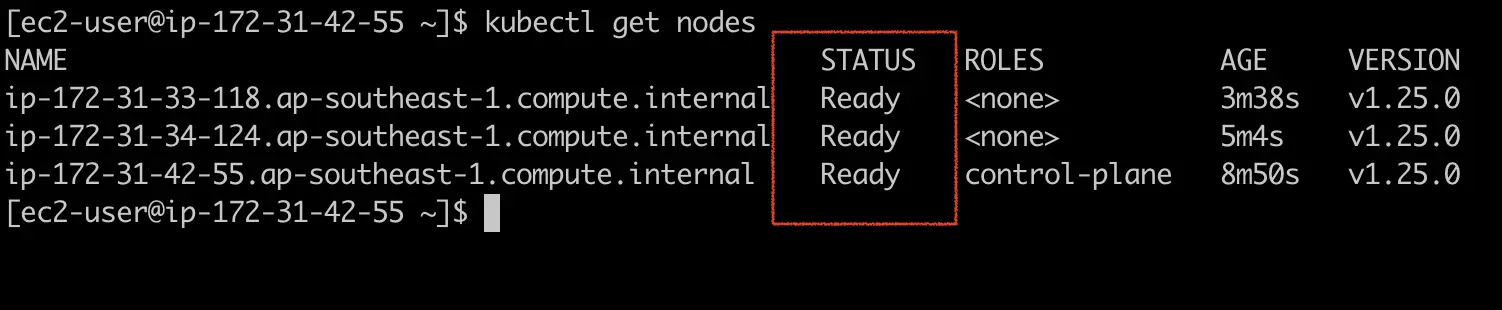 [ec2-user@ip-172-31-42-55 ~]$ kubectl get nodes
NAME STATUS ROLES AGE VERSION
ip-172-31-33-118.ap-southeast-1.compute.internal Ready <none> 3m38s v1.25.0
ip-172-31-34-124.ap-southeast-1.compute.internal Ready <none> 5m4s v1.25.0
ip-172-31-42-55.ap-southeast-1.compute.internal Ready control-plane 8m50s v1.25.0
[ec2-user@ip-172-31-42-55 ~]$